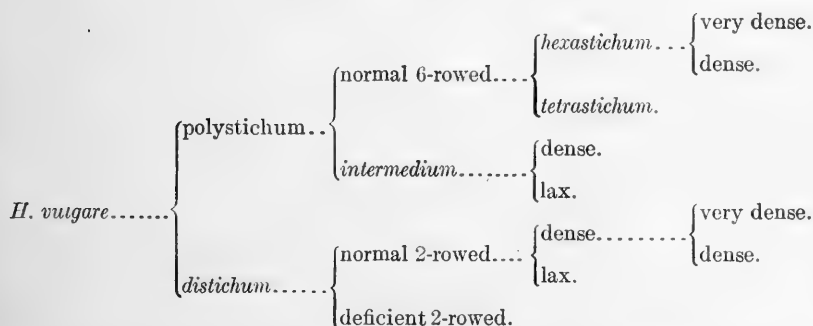 very dense.
hexastichum...
dense.
normal 6-rowed....
tetrastichum.
polystichum..
dense.
intermedium.......
lax.
H. vulgare.......
very dense.
dense........
normal 2-rowed....
dense.
distichum......
lax.
deficient 2-rowed.